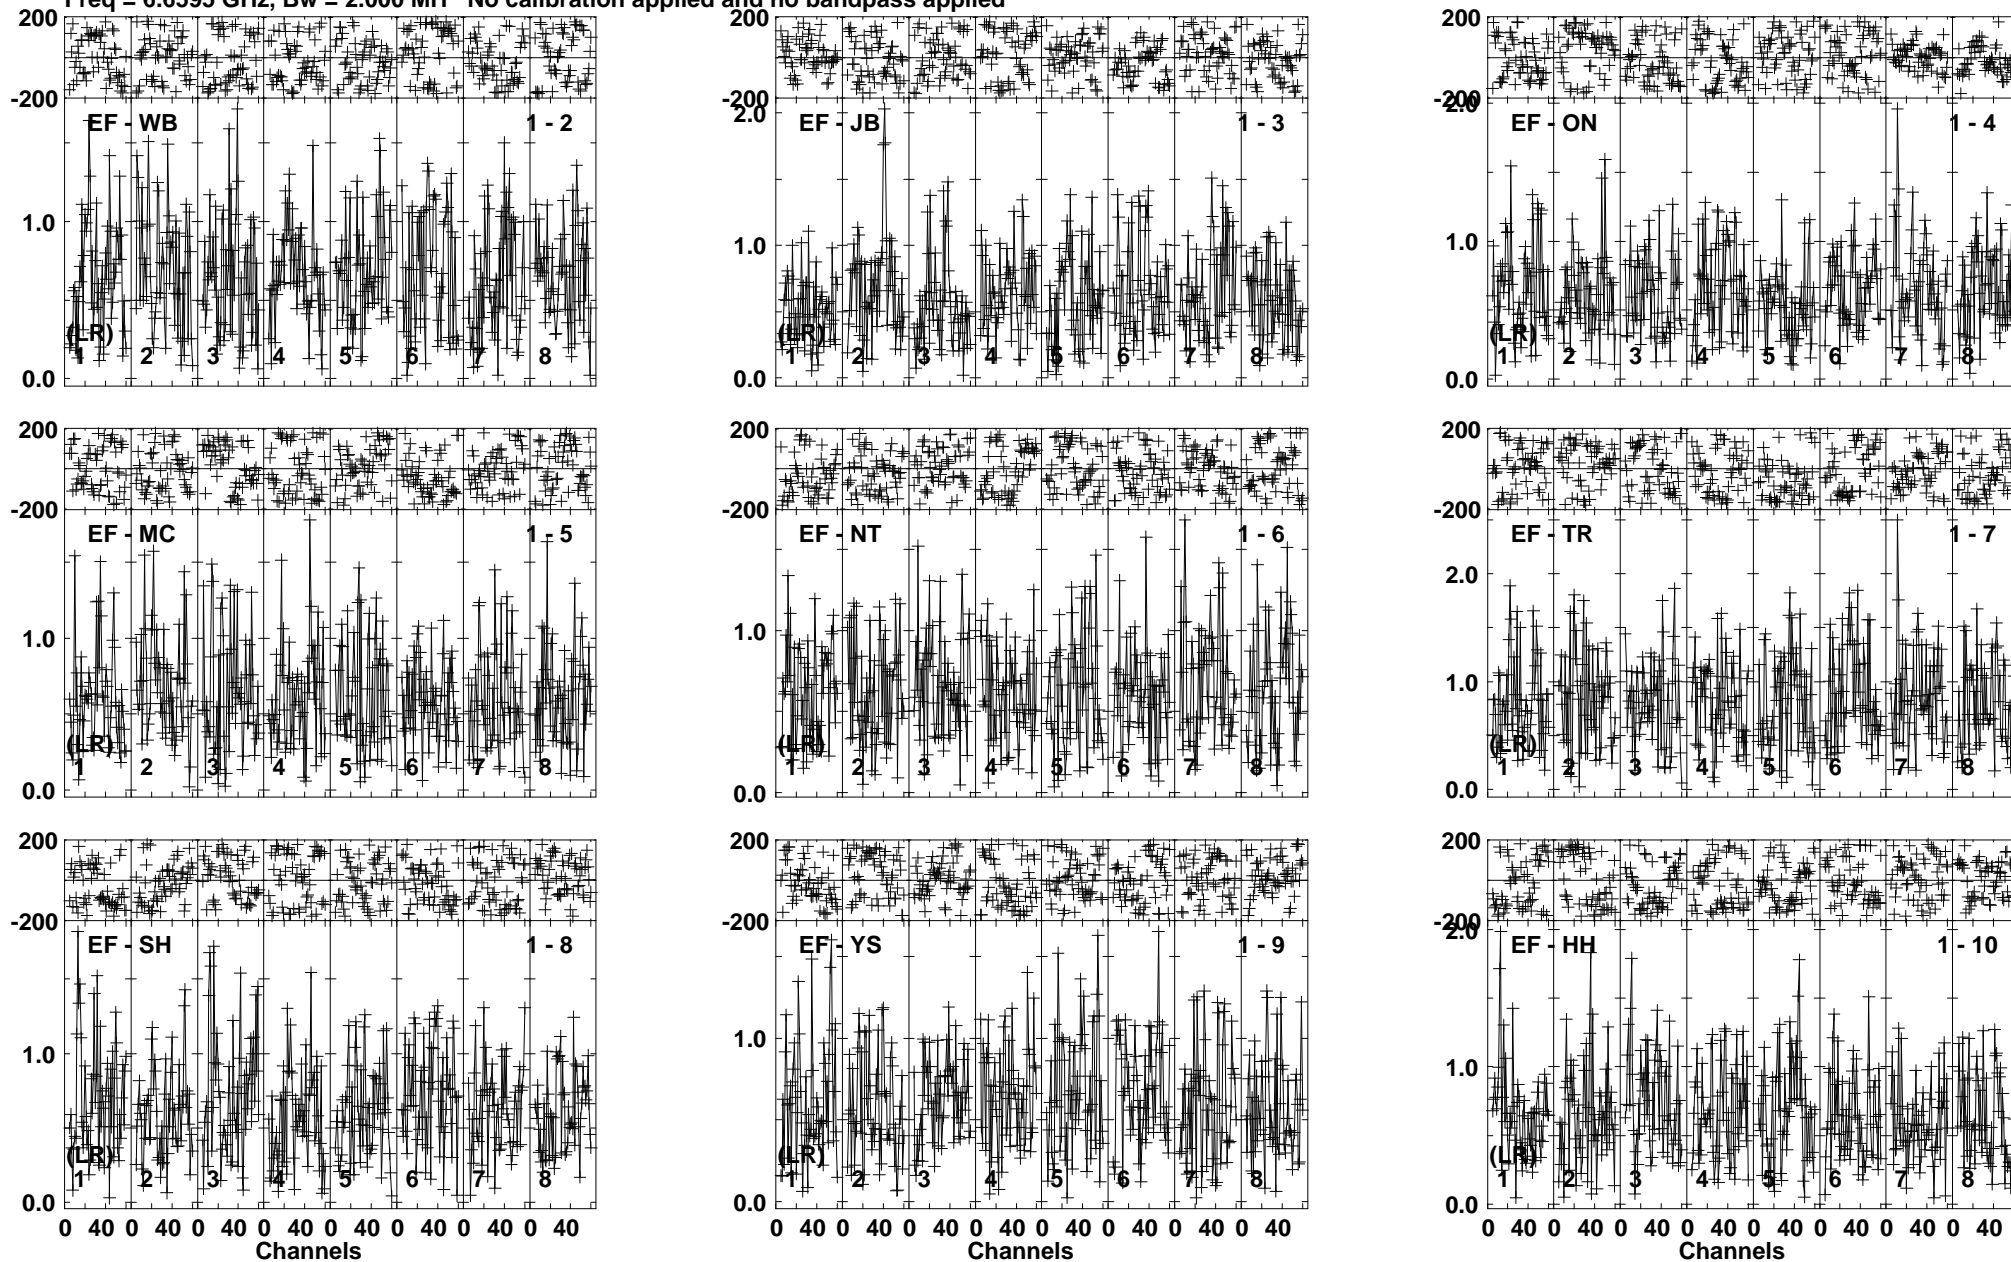 Freq = 6.6595 GHz, Bw = 2.000 MH No calibration applied and no bandpass applied
200 200 200
-200 -200 -200
EF - WB 1 - 2 2.0 EF - JB 1 - 3 2.0 EF - ON 1 - 4
1.0 1.0 1.0
(LR) (LR) (LR)
1 2 3 4 5 6 7 8 1 2 3 4 5 6 7 8 1 2 3 4 5 6 7 8
0.0 0.0 0.0
200 200 200
-200 -200 -200
EF - MC 1 - 5 EF - NT 1 - 6 EF - TR 1 - 7
2.0
1.0 1.0 1.0
(LR) (LR) (LR)
1 2 3 4 5 6 7 8 1 2 3 4 5 6 7 8 1 2 3 4 5 6 7 8
0.0 0.0 0.0
200 200 200
-200 -200 -200
EF - SH 1 - 8 EF - YS 1 - 9 2.0 EF - HH 1 - 10
1.0 1.0 1.0
(LR) (LR) (LR)
1 2 3 4 5 6 7 8 1 2 3 4 5 6 7 8 1 2 3 4 5 6 7 8
0.0 0.0 0.0
0 40 0 40 0 40 0 40 0 40 0 40 0 40 0 40 0 40 0 40 0 40 0 40 0 40 0 40 0 40 0 40 0 40 0 40 0 40 0 40 0 40 0 40 0 40 0 40
Channels Channels Channels